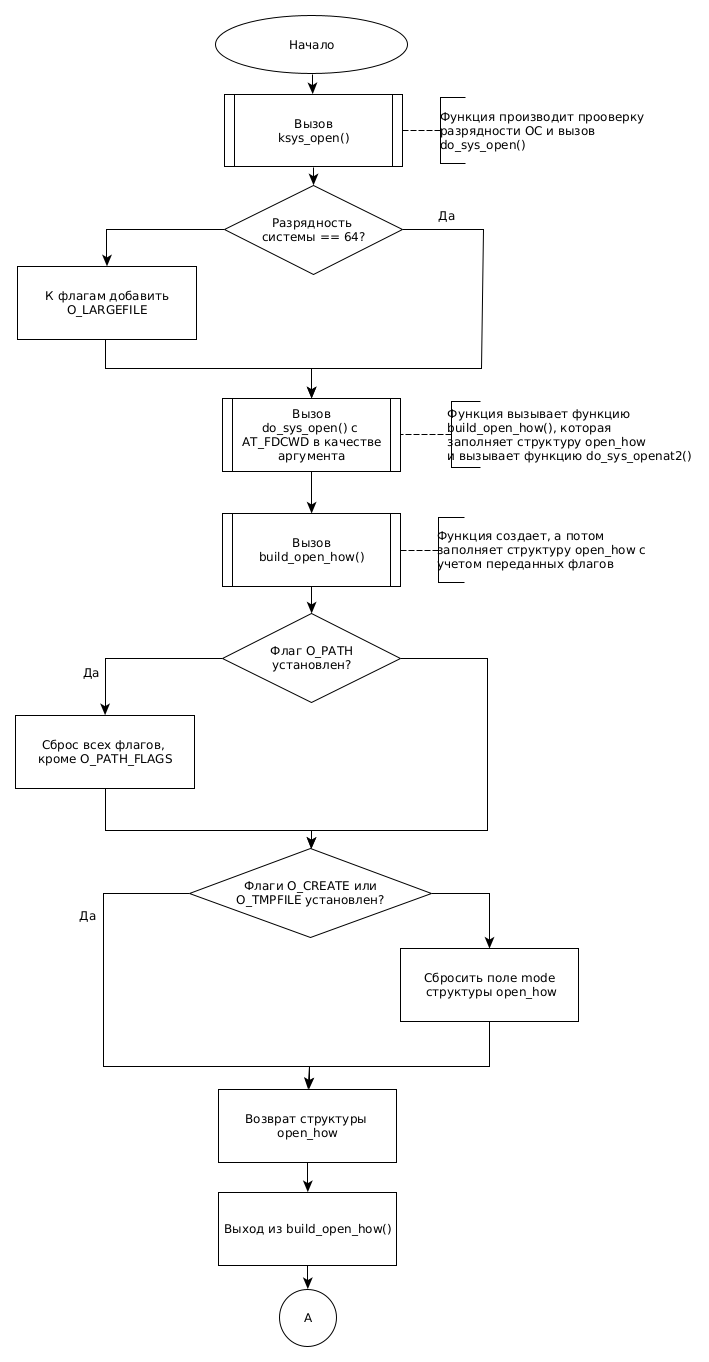 Начало
Вызов
ksys_open()
Функция производит прооверку
разрядности ОС и вызов
do_sys_open()
Да
Разрядность
системы == 64?
К флагам добавить
O_LARGEFILE
Вызов
do_sys_open() с
AT_FDCWD в качестве
аргумента
Функция вызывает функцию
build_open_how(), которая
заполняет структуру open_how
и вызывает функцию do_sys_openat2()
Вызов
build_open_how()
Функция создает, а потом
заполняет структуру open_how с
учетом переданных флагов
Флаг O_PATH
установлен?
Да
Сброс всех флагов,
кроме O_PATH_FLAGS
Флаги O_CREATE или
O_TMPFILE установлен?
Да
Сбросить поле mode
структуры open_how
Возврат структуры
open_how
Выход из build_open_how()
А